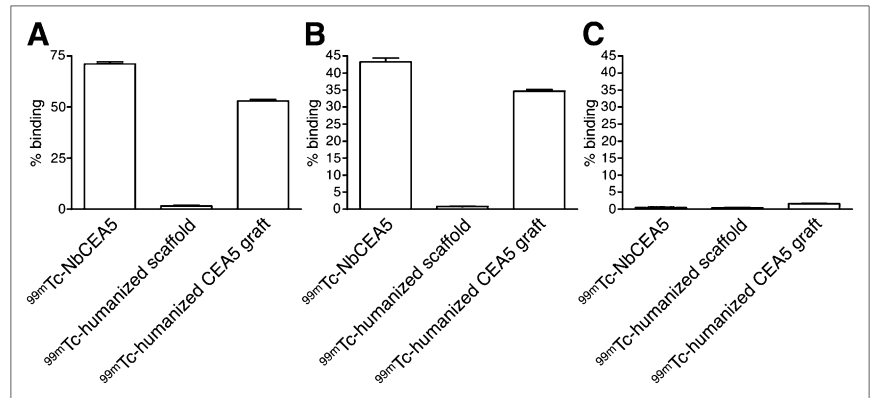 A
B
C
% binding
75
50
25
0
99mTc-NbCEA5
99mTc-humanized scaffold
99mTc-humanized CEA5 graft
% binding
45
40
35
30
25
20
15
10
5
0
99mTc-NbCEA5
99mTc-humanized scaffold
99mTc-humanized CEA5 graft
% binding
45
40
35
30
25
20
15
10
5
0
99mTc-NbCEA5
99mTc-humanized scaffold
99mTc-humanized CEA5 graft